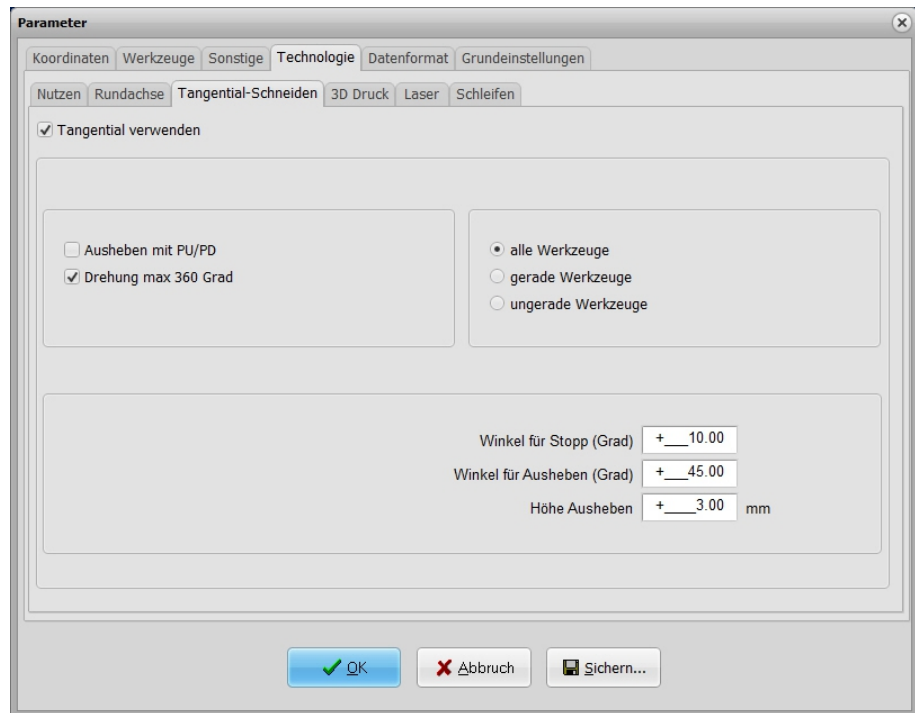 Parameter
Koordinaten Werkzeuge Sonstige Technologie Datenformat Grundeinstellungen
Nutzen Rundachse Tangential-Schneiden 3D Druck Laser Schleifen
Tangential verwenden
Ausheben mit PU/PD
Drehung max 360 Grad
alle Werkzeuge
gerade Werkzeuge
ungerade Werkzeuge
Winkel für Stopp (Grad) +___10.00
Winkel für Ausheben (Grad) +___45.00
Höhe Ausheben +____3.00 mm
OK Abbruch Sichern...